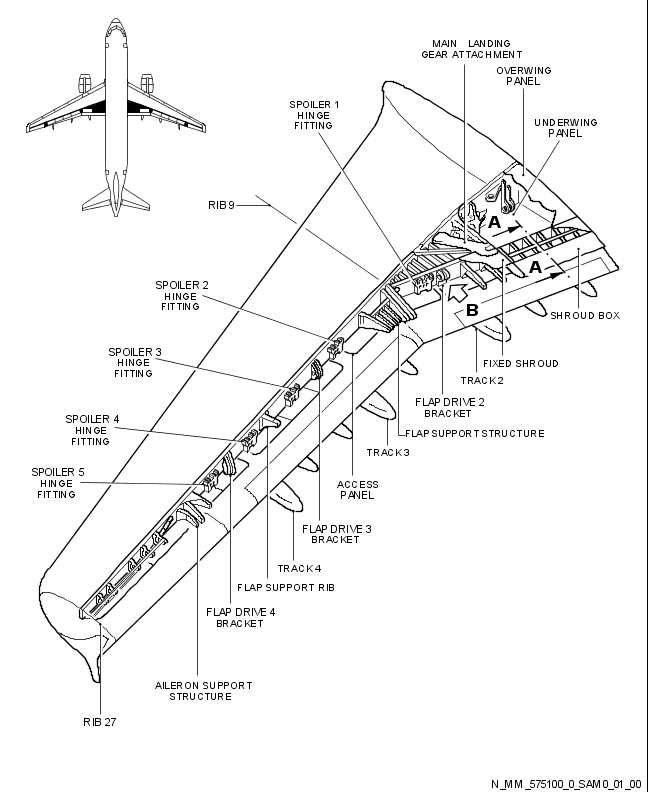 MAIN LANDING
GEAR ATTACHMENT
OVERWING
PANEL
SPOILER 1
HINGE
FITTING
UNDERWING
PANEL
RIB 9
A
A
B
SPOILER 2
HINGE
FITTING
SHROUD BOX
SPOILER 3
HINGE
FITTING
FIXED SHROUD
TRACK 2
FLAP DRIVE 2
BRACKET
SPOILER 4
HINGE
FITTING
FLAP SUPPORT STRUCTURE
TRACK 3
SPOILER 5
HINGE
FITTING
ACCESS
PANEL
FLAP DRIVE 3
BRACKET
TRACK 4
FLAP SUPPORT RIB
FLAP DRIVE 4
BRACKET
AILERON SUPPORT
STRUCTURE
RIB 27
N_MM_575100_0_SAM0_01_00